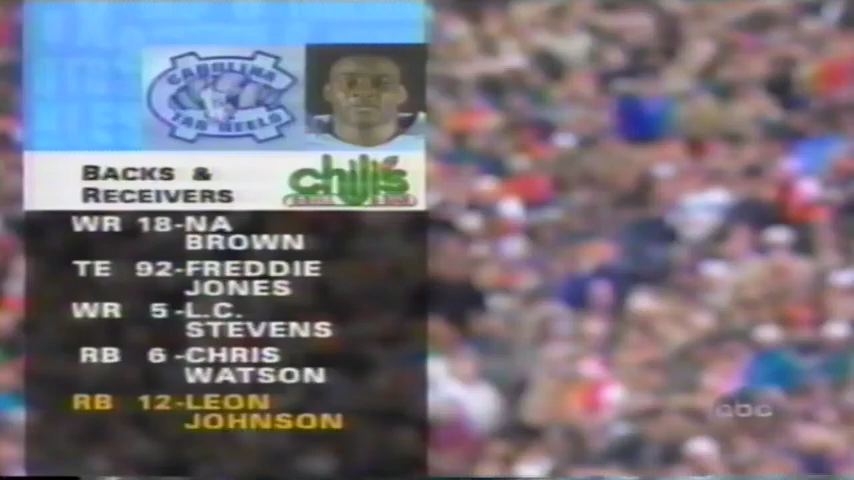 CAROLINA
TAR HEELS
BACKS &
RECEIVERS
chili's
WR 18-NA
BROWN
TE 92-FREDDIE
JONES
WR 5-L.C.
STEVENS
RB 6-CHRIS
WATSON
RB 12-LEON
JOHNSON
abc